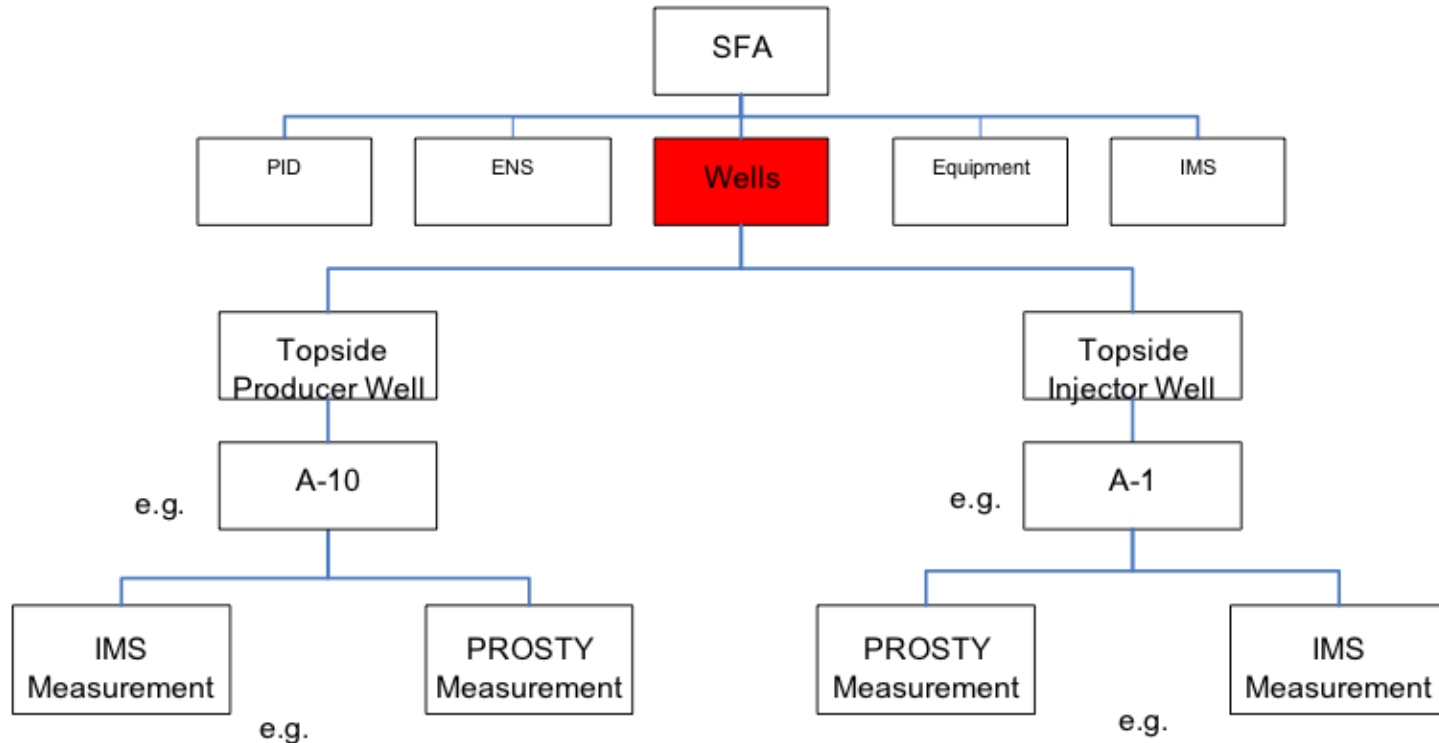 SFA
PID
ENS
Wells
Equipment
IMS
Topside
Producer Well
Topside
Injector Well
A-10
e.g.
A-1
e.g.
IMS
Measurement
PROSTY
Measurement
PROSTY
Measurement
IMS
Measurement
e.g.
e.g.